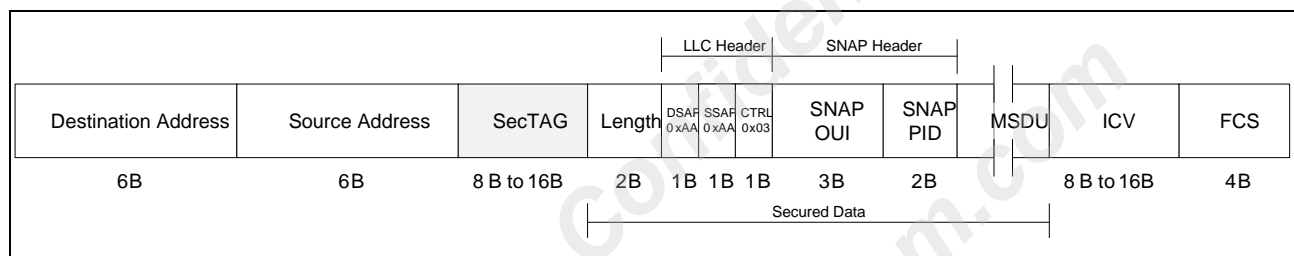 LLC Header SNAP Header
Destination Address Source Address SecTAG Length DSAP 0xAA SSAP 0xAA CTRL 0x03 SNAP OUI SNAP PID MSDU ICV FCS
6B 6B 8 B to 16B 2B 1B 1B 1B 3B 2B 8 B to 16B 4B
Secured Data